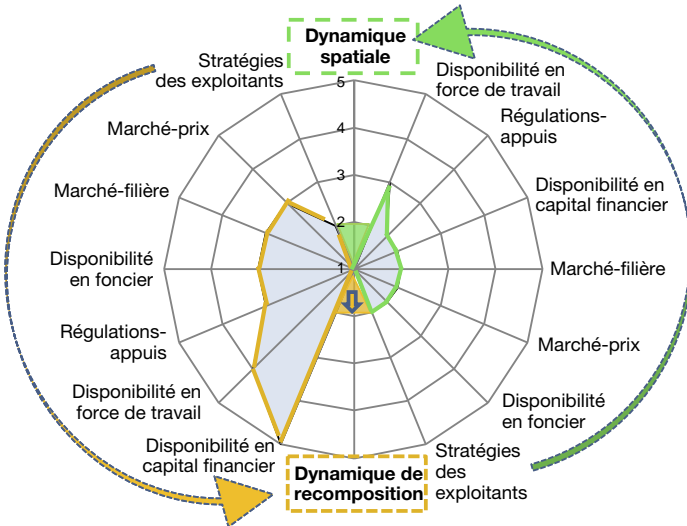 Dynamique
spatiale
Stratégies
des exploitants
Disponibilité en
force de travail
Marché-prix
Régulations-
appuis
Marché-filière
Disponibilité en
capital financier
Disponibilité
en foncier
Marché-filière
Régulations-
appuis
Marché-prix
Disponibilité en
force de travail
Disponibilité
en foncier
Disponibilité en
capital financier
Stratégies
des
exploitants
Dynamique de
recomposition
5
4
3
2
1